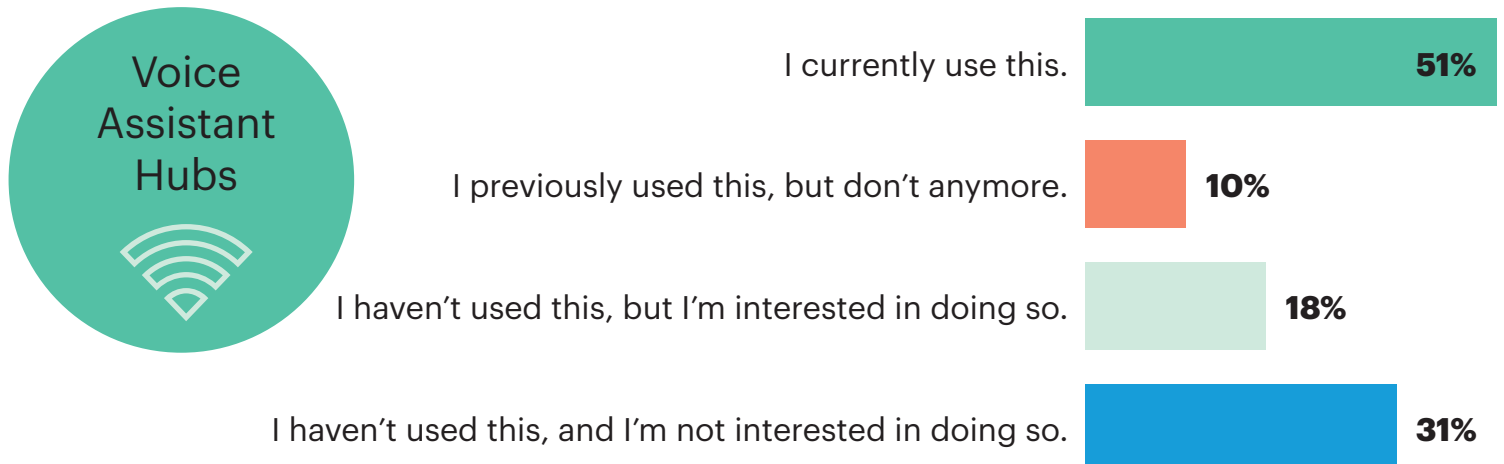 Voice
Assistant
Hubs
I currently use this.
51%
I previously used this, but don’t anymore.
10%
I haven’t used this, but I’m interested in doing so.
18%
I haven’t used this, and I’m not interested in doing so.
31%